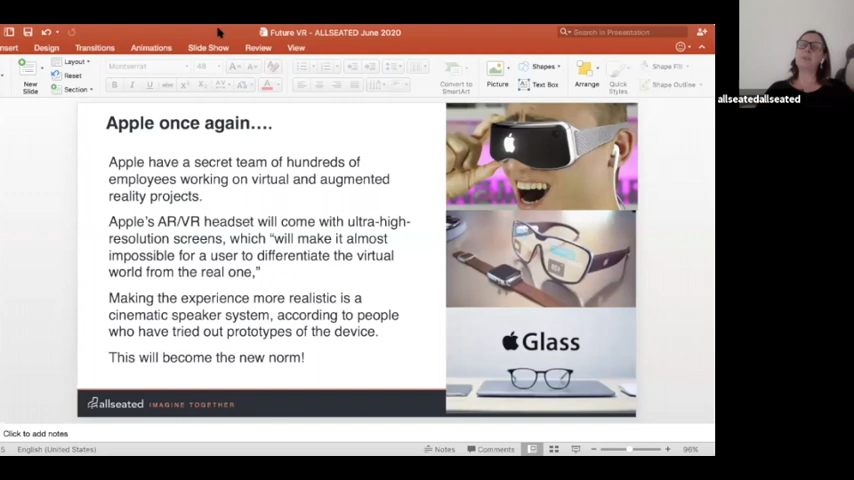 Future VR - ALLSEATED June 2020
Search in Presentation
nsert Design Transitions Animations Slide Show Review View
New Slide
Layout
Reset
Section
Montserrat 48
Convert to SmartArt
Picture
Shapes
Text Box
Arrange
Quick Styles
Shape Fill
Shape Outline
allseatedallseated
Apple once again....
Apple have a secret team of hundreds of
employees working on virtual and augmented
reality projects.
Apple's AR/VR headset will come with ultra-high-
resolution screens, which “will make it almost
impossible for a user to differentiate the virtual
world from the real one,”
Making the experience more realistic is a
cinematic speaker system, according to people
who have tried out prototypes of the device.
This will become the new norm!
Glass
allseated IMAGINE TOGETHER
Click to add notes
5 English (United States) Notes Comments 96%